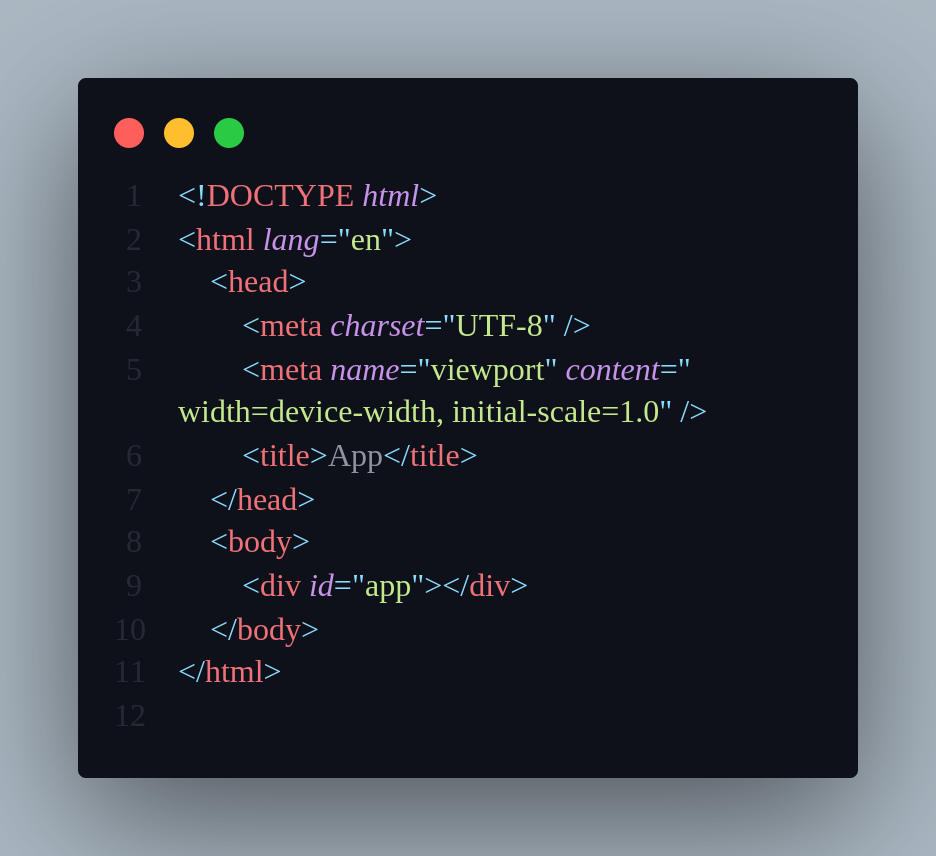 1 <!DOCTYPE html>
2 <html lang="en">
3     <head>
4         <meta charset="UTF-8" />
5         <meta name="viewport" content="
width=device-width, initial-scale=1.0" />
6         <title>App</title>
7     </head>
8     <body>
9         <div id="app"></div>
10     </body>
11 </html>
12